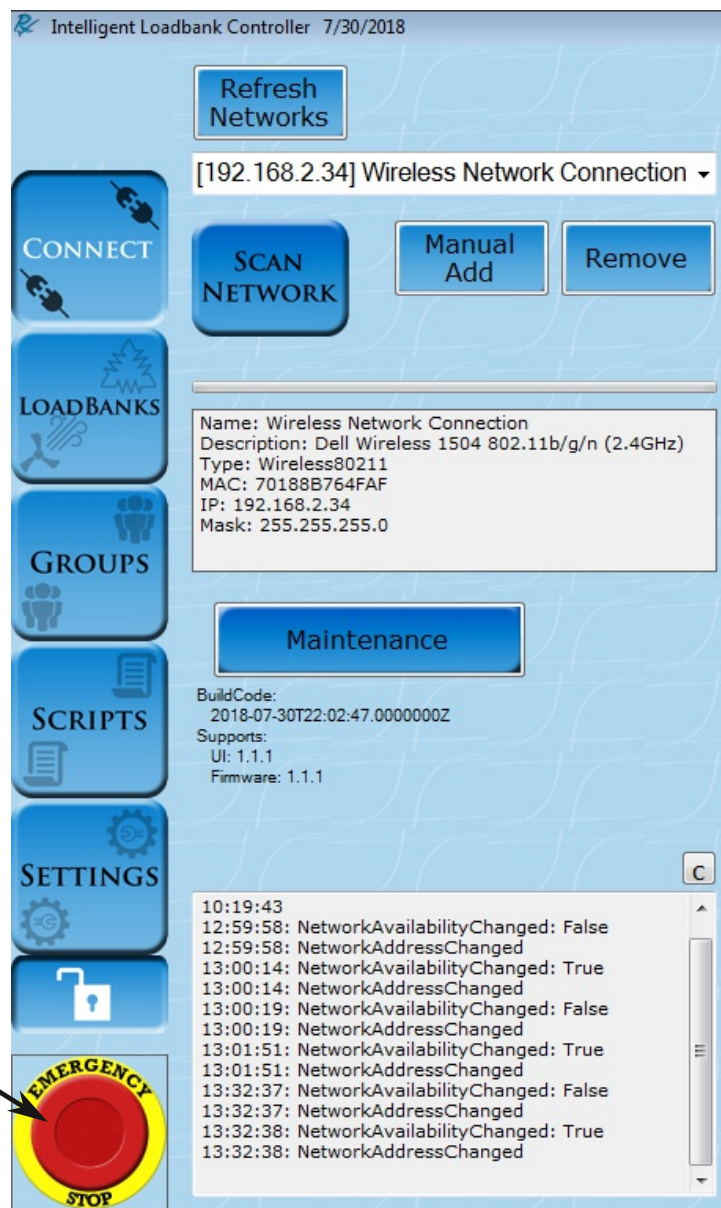 Intelligent Loadbank Controller 7/30/2018
Refresh
Networks
[192.168.2.34] Wireless Network Connection
CONNECT
SCAN
NETWORK
Manual
Add
Remove
LOADBANKS
Name: Wireless Network Connection
Description: Dell Wireless 1504 802.11b/g/n (2.4GHz)
Type: Wireless80211
MAC: 70188B764FAF
IP: 192.168.2.34
Mask: 255.255.255.0
GROUPS
Maintenance
SCRIPTS
BuildCode:
2018-07-30T22:02:47.0000000Z
Supports:
UI: 1.1.1
Firmware: 1.1.1
SETTINGS
C
10:19:43
12:59:58: NetworkAvailabilityChanged: False
12:59:58: NetworkAddressChanged
13:00:14: NetworkAvailabilityChanged: True
13:00:14: NetworkAddressChanged
13:00:19: NetworkAvailabilityChanged: False
13:00:19: NetworkAddressChanged
13:01:51: NetworkAvailabilityChanged: True
13:01:51: NetworkAddressChanged
13:32:37: NetworkAvailabilityChanged: False
13:32:37: NetworkAddressChanged
13:32:38: NetworkAvailabilityChanged: True
13:32:38: NetworkAddressChanged
EMERGENCY
STOP